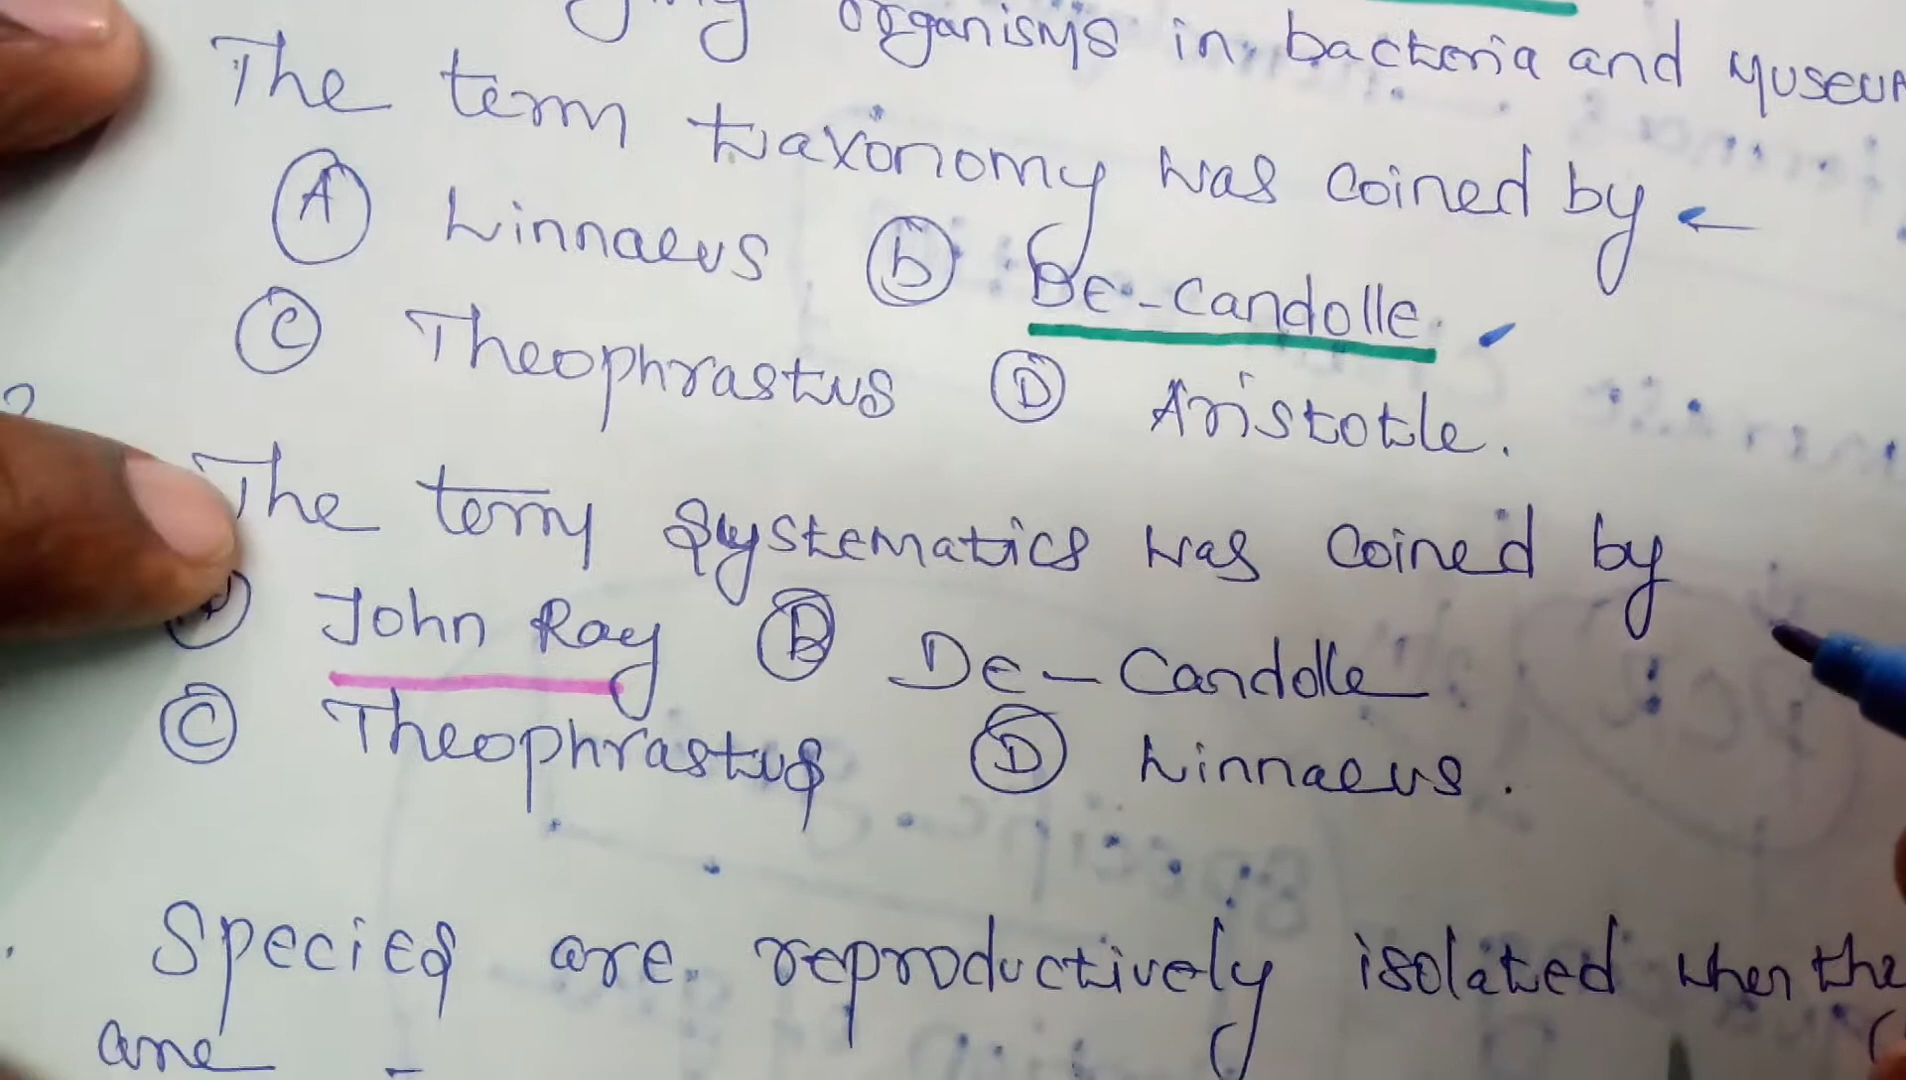 organisms in bacteria and museum
The term taxonomy was coined by ←
(A) Linnaeus (b) De-Candolle.
(C) Theophrastus (D) Aristotle.
The term Systematics was coined by
John Ray (B) De-Candolle
(C) Theophrastus (D) Linnaeus.
Species are reproductively isolated when the
are